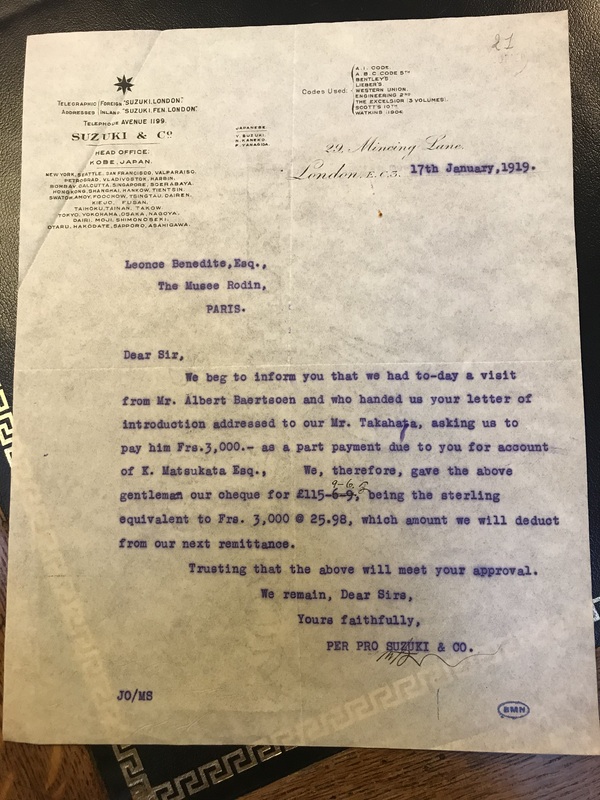 21
TELEGRAPHIC FOREIGN "SUZUKI, LONDON."
ADDRESSES INLAND "SUZUKI, FEN, LONDON."
TELEPHONE AVENUE 1199.
SUZUKI & Co
HEAD OFFICE:
KOBE, JAPAN.
NEW YORK, SEATTLE, SAN FRANCISCO, VALPARAISO,
PETROGRAD, VLADIVOSTOK, HARBIN,
BOMBAY, CALCUTTA, SINGAPORE, SOERABAYA,
HONGKONG, SHANGHAI, HANKOW, TIENTSIN,
SWATOW, AMOY, FOOCHOW, TSINGTAU, DAIREN,
KIEJO, FUSAN,
TAIHOKU, TAINAN, TAKOW,
TOKYO, YOKOHAMA, OSAKA, NAGOYA,
DAIRI, MOJI, SHIMONOSEKI,
OTARU, HAKODATE, SAPPORO, ASAHIGAWA.
JAPANESE.
Y. SUZUKI.
Codes Used.
A.I. COOK.
A.B.C. CODE 5TH
BENTLEY'S
LIEBER'S
WESTERN UNION.
ENGINEERING 2ND
THE EXCELSIOR (3 VOLUMES).
SCOTT'S 10TH
WATKINS 1904.
29, Mincing Lane,
London, E.C.3. 17th January,1919.
Leonce Benedite,Esq.,
The Musee Rodin,
PARIS.
Dear Sir,
We beg to inform you that we had to-day a visit
from Mr. Albert Baertsoen and who handed us your letter of
introduction addressed to our Mr. Takahata, asking us to
pay him Frs.3,000.- as a part payment due to you for account
of K. Matsukata Esq., We, therefore, gave the above
9-6.
gentleman our cheque for £115-6-9, being the sterling
equivalent to Frs. 3,000 @ 25.98, which amount we will deduct
from our next remittance.
Trusting that the above will meet your approval.
We remain, Dear Sirs,
Yours faithfully,
PER PRO SUZUKI & CO.
JO/MS
BMH